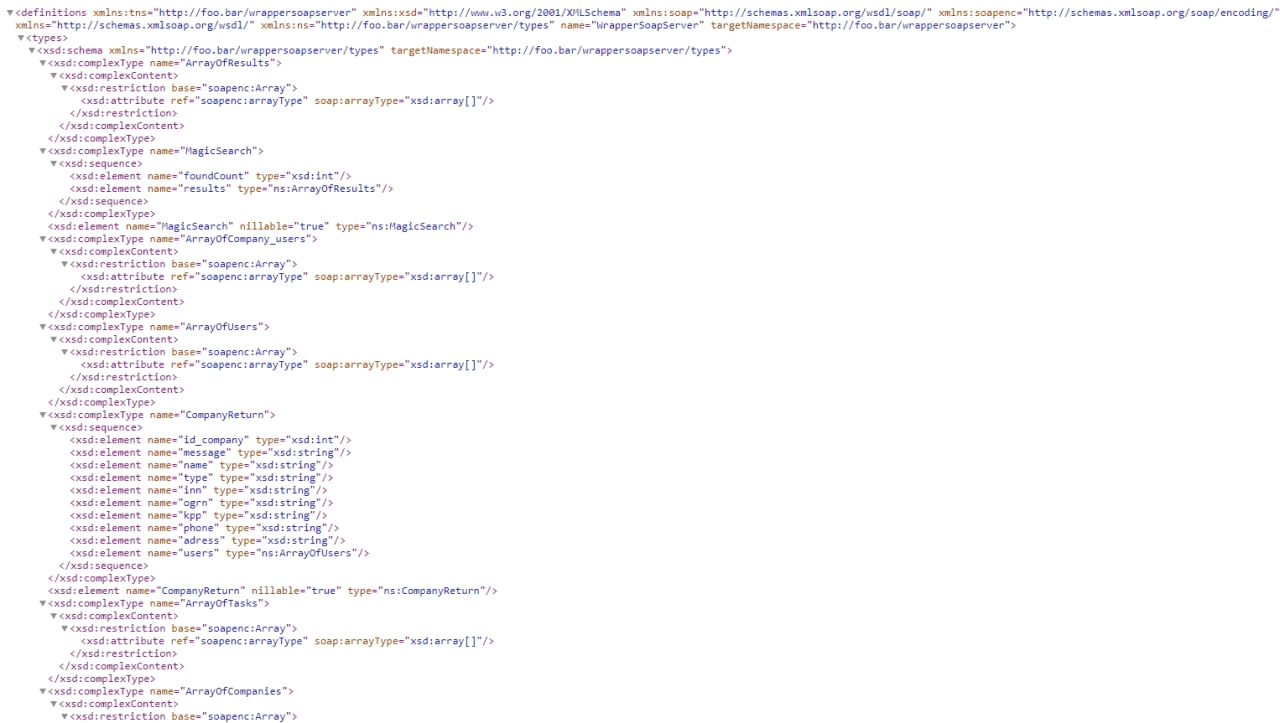 <definitions xmlns:tns="http://foo.bar/wrappersoapserver" xmlns:xsd="http://www.w3.org/2001/XMLSchema" xmlns:soap="http://schemas.xmlsoap.org/wsdl/soap/" xmlns:soapenc="http://schemas.xmlsoap.org/soap/encoding/"
xmlns="http://schemas.xmlsoap.org/wsdl/" xmlns:ns="http://foo.bar/wrappersoapserver/types" name="WrapperSoapServer" targetNamespace="http://foo.bar/wrappersoapserver">
<types>
<xsd:schema xmlns="http://foo.bar/wrappersoapserver/types" targetNamespace="http://foo.bar/wrappersoapserver/types">
<xsd:complexType name="ArrayOfResults">
<xsd:complexContent>
<xsd:restriction base="soapenc:Array">
<xsd:attribute ref="soapenc:arrayType" soap:arrayType="xsd:array[]"/>
</xsd:restriction>
</xsd:complexContent>
</xsd:complexType>
<xsd:complexType name="MagicSearch">
<xsd:sequence>
<xsd:element name="foundCount" type="xsd:int"/>
<xsd:element name="results" type="ns:ArrayOfResults"/>
</xsd:sequence>
</xsd:complexType>
<xsd:element name="MagicSearch" nillable="true" type="ns:MagicSearch"/>
<xsd:complexType name="ArrayOfCompany_users">
<xsd:complexContent>
<xsd:restriction base="soapenc:Array">
<xsd:attribute ref="soapenc:arrayType" soap:arrayType="xsd:array[]"/>
</xsd:restriction>
</xsd:complexContent>
</xsd:complexType>
<xsd:complexType name="ArrayOfUsers">
<xsd:complexContent>
<xsd:restriction base="soapenc:Array">
<xsd:attribute ref="soapenc:arrayType" soap:arrayType="xsd:array[]"/>
</xsd:restriction>
</xsd:complexContent>
</xsd:complexType>
<xsd:complexType name="CompanyReturn">
<xsd:sequence>
<xsd:element name="id_company" type="xsd:int"/>
<xsd:element name="message" type="xsd:string"/>
<xsd:element name="name" type="xsd:string"/>
<xsd:element name="type" type="xsd:string"/>
<xsd:element name="inn" type="xsd:string"/>
<xsd:element name="ogrn" type="xsd:string"/>
<xsd:element name="kpp" type="xsd:string"/>
<xsd:element name="phone" type="xsd:string"/>
<xsd:element name="adress" type="xsd:string"/>
<xsd:element name="users" type="ns:ArrayOfUsers"/>
</xsd:sequence>
</xsd:complexType>
<xsd:element name="CompanyReturn" nillable="true" type="ns:CompanyReturn"/>
<xsd:complexType name="ArrayOfTasks">
<xsd:complexContent>
<xsd:restriction base="soapenc:Array">
<xsd:attribute ref="soapenc:arrayType" soap:arrayType="xsd:array[]"/>
</xsd:restriction>
</xsd:complexContent>
</xsd:complexType>
<xsd:complexType name="ArrayOfCompanies">
<xsd:complexContent>
<xsd:restriction base="soapenc:Array">